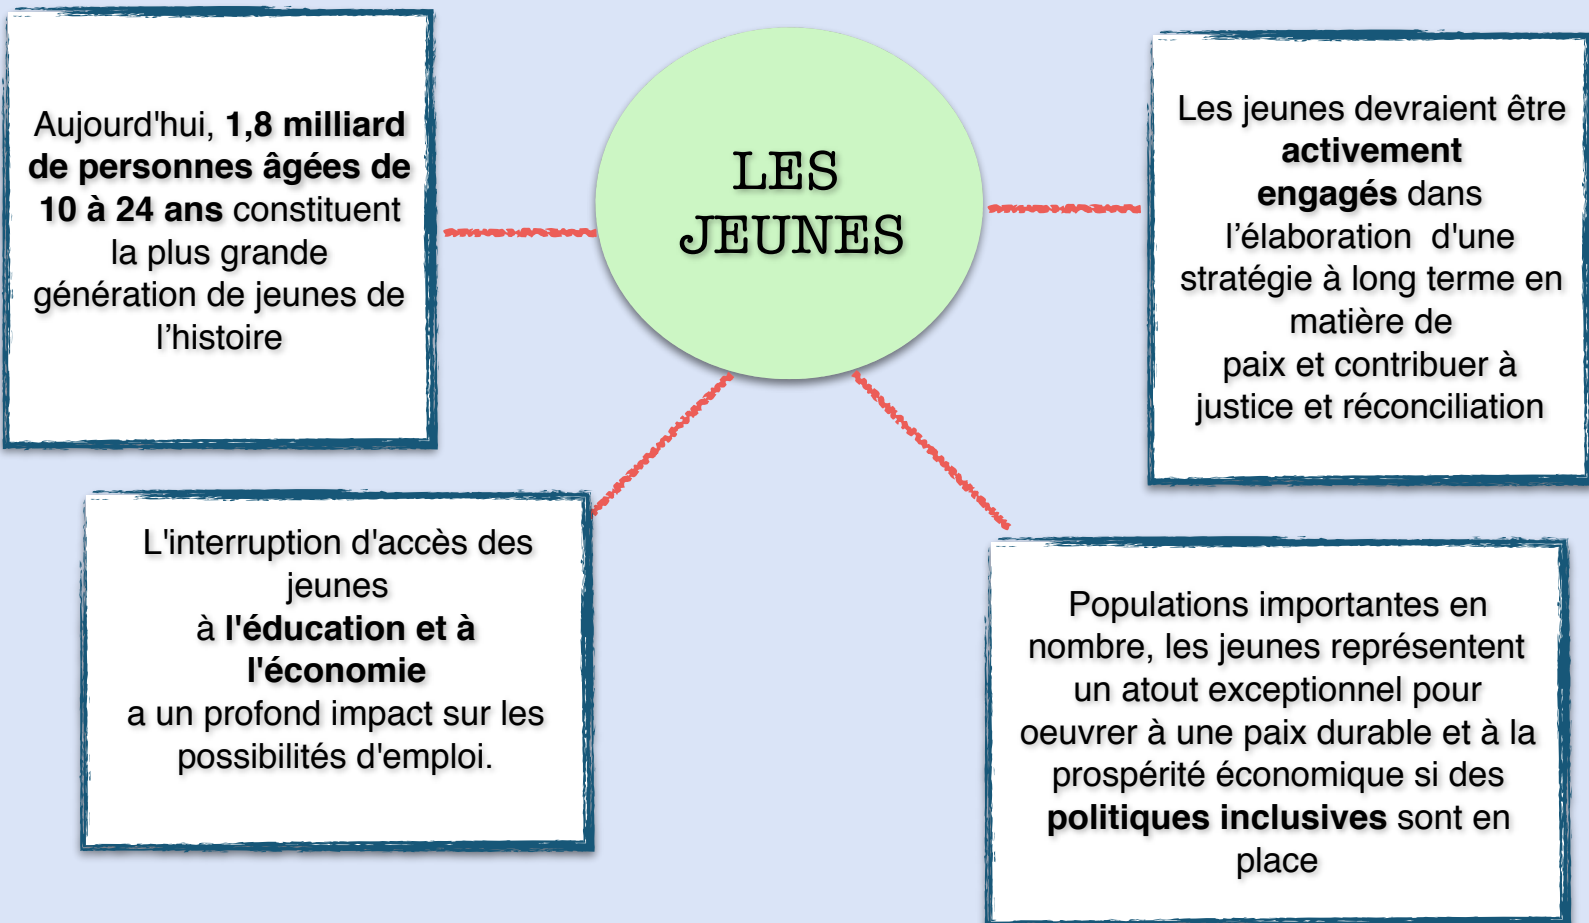 Aujourd'hui, 1,8 milliard
de personnes âgées de
10 à 24 ans constituent
la plus grande
génération de jeunes de
l’histoire
LES
JEUNES
Les jeunes devraient être
activement
engagés dans
l’élaboration d'une
stratégie à long terme en
matière de
paix et contribuer à
justice et réconciliation
L'interruption d'accès des
jeunes
à l'éducation et à
l'économie
a un profond impact sur les
possibilités d'emploi.
Populations importantes en
nombre, les jeunes représentent
un atout exceptionnel pour
oeuvrer à une paix durable et à la
prospérité économique si des
politiques inclusives sont en
place